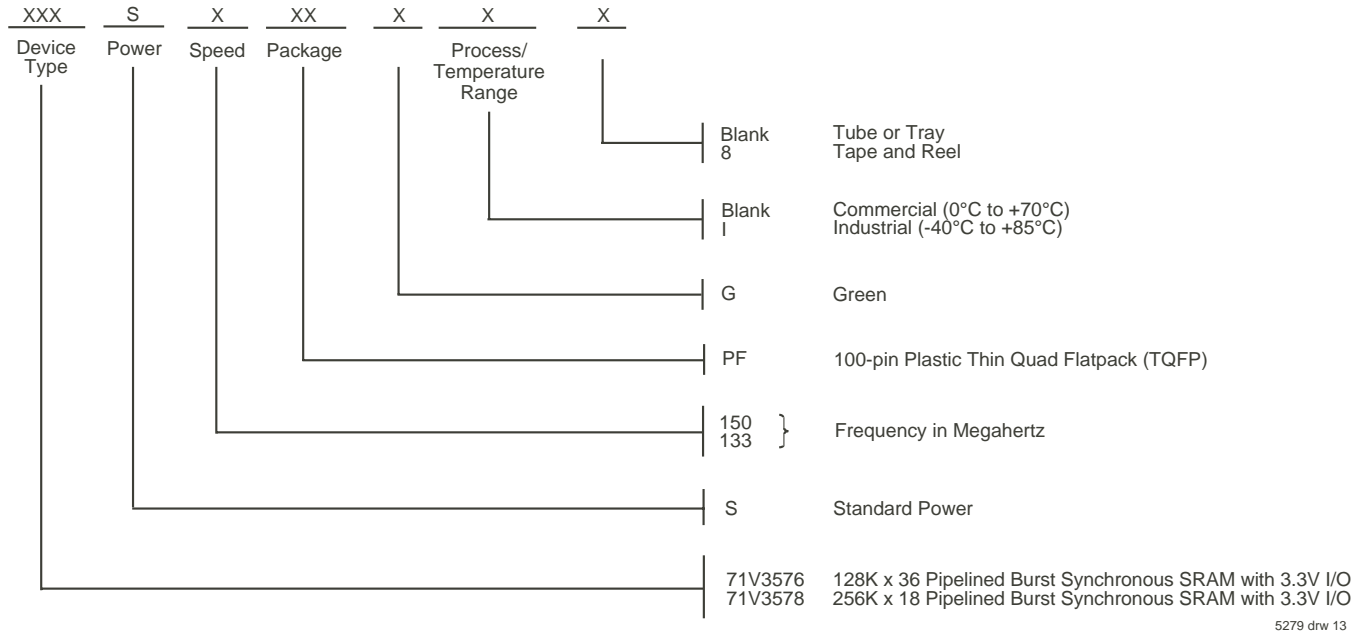 XXX S X XX X X X
Device Type Power Speed Package Process/ Temperature Range
Blank Tube or Tray
8 Tape and Reel
Blank Commercial (0°C to +70°C)
I Industrial (-40°C to +85°C)
G Green
PF 100-pin Plastic Thin Quad Flatpack (TQFP)
150
133
} Frequency in Megahertz
S Standard Power
71V3576 128K x 36 Pipelined Burst Synchronous SRAM with 3.3V I/O
71V3578 256K x 18 Pipelined Burst Synchronous SRAM with 3.3V I/O
5279 drw 13